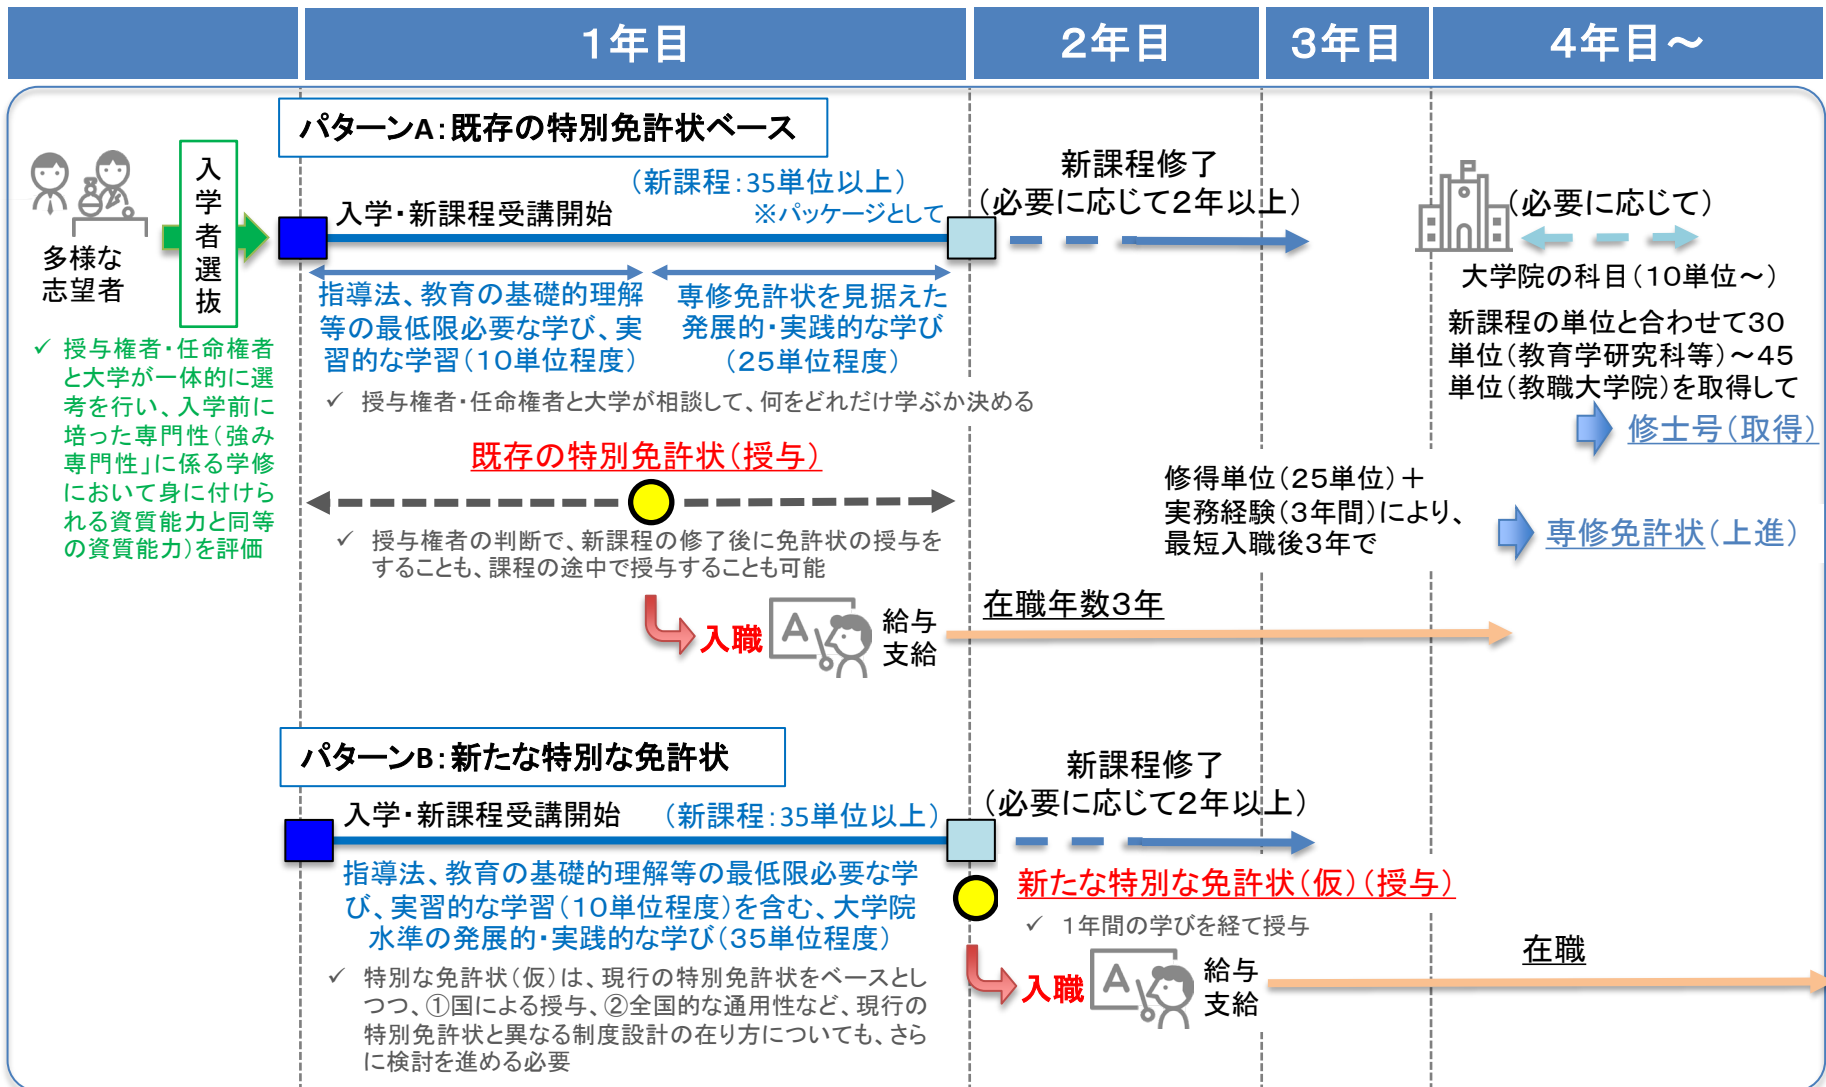 1年目
2年目
3年目
4年目～
パターンA：既存の特別免許状ベース
多様な
志望者
入学者選抜
✓ 授与権者・任命権者
と大学が一体的に選
考を行い、入学前に
培った専門性（強み
専門性」に係る学修
において身に付けら
れる資質能力と同等
の資質能力）を評価
（新課程：35単位以上）
※パッケージとして
入学・新課程受講開始
指導法、教育の基礎的理解
等の最低限必要な学び、実
習的な学習（10単位程度）
専修免許状を見据えた
発展的・実践的な学び
（25単位程度）
✓ 授与権者・任命権者と大学が相談して、何をどれだけ学ぶか決める
新課程修了
（必要に応じて2年以上）
（必要に応じて）
大学院の科目（10単位～）
新課程の単位と合わせて30
単位（教育学研究科等）～45
単位（教職大学院）を取得して
修士号（取得）
既存の特別免許状（授与）
✓ 授与権者の判断で、新課程の修了後に免許状の授与を
することも、課程の途中で授与することも可能
修得単位（25単位）＋
実務経験（3年間）により、
最短入職後3年で
専修免許状（上進）
入職
A
給与
支給
在職年数3年
パターンB：新たな特別な免許状
入学・新課程受講開始
（新課程：35単位以上）
新課程修了
（必要に応じて2年以上）
指導法、教育の基礎的理解等の最低限必要な学
び、実習的な学習（10単位程度）を含む、大学院
水準の発展的・実践的な学び（35単位程度）
✓ 特別な免許状（仮）は、現行の特別免許状をベースとし
つつ、①国による授与、②全国的な通用性など、現行の
特別免許状と異なる制度設計の在り方についても、さら
に検討を進める必要
新たな特別な免許状（仮）（授与）
✓ 1年間の学びを経て授与
入職
A
給与
支給
在職